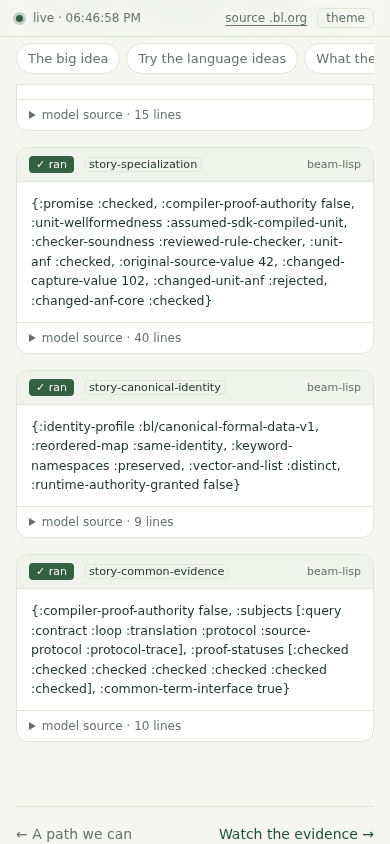 live · 06:46:58 PM
source .bl.org
theme
The big idea
Try the language ideas
What the
▶ model source · 15 lines
✓ ran
story-specialization
beam-lisp
{:promise :checked, :compiler-proof-authority false,
:unit-wellformedness :assumed-sdk-compiled-unit,
:checker-soundness :reviewed-rule-checker, :unit-
anf :checked, :original-source-value 42, :changed-
capture-value 102, :changed-unit-anf :rejected,
:changed-anf-core :checked}
▶ model source · 40 lines
✓ ran
story-canonical-identity
beam-lisp
{:identity-profile :bl/canonical-formal-data-v1,
:reordered-map :same-identity, :keyword-
namespaces :preserved, :vector-and-list :distinct,
:runtime-authority-granted false}
▶ model source · 9 lines
✓ ran
story-common-evidence
beam-lisp
{:compiler-proof-authority false, :subjects [:query
:contract :loop :translation :protocol :source-
protocol :protocol-trace], :proof-statuses [:checked
:checked :checked :checked :checked :checked
:checked], :common-term-interface true}
▶ model source · 10 lines
← A path we can
Watch the evidence →